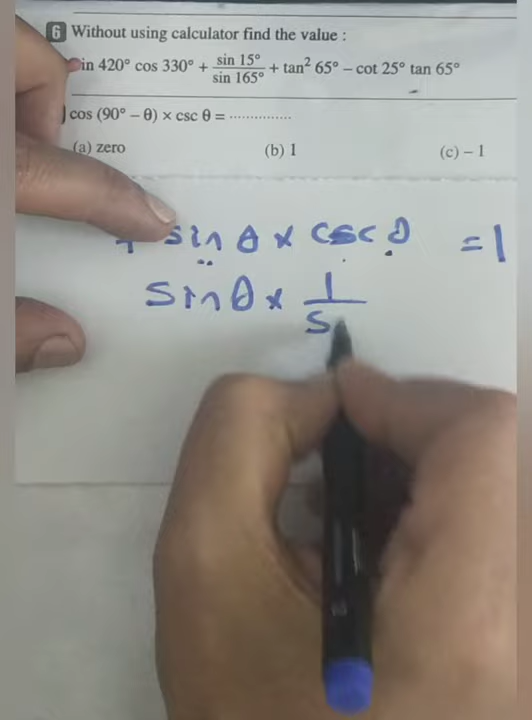 6 Without using calculator find the value :
in 420° cos 330° + sin 15° / sin 165° + tan² 65° – cot 25° tan 65°
cos (90° – θ) × csc θ = ...............
(a) zero (b) 1 (c) – 1
+ sin θ × csc θ = 1
sin θ × 1 / s